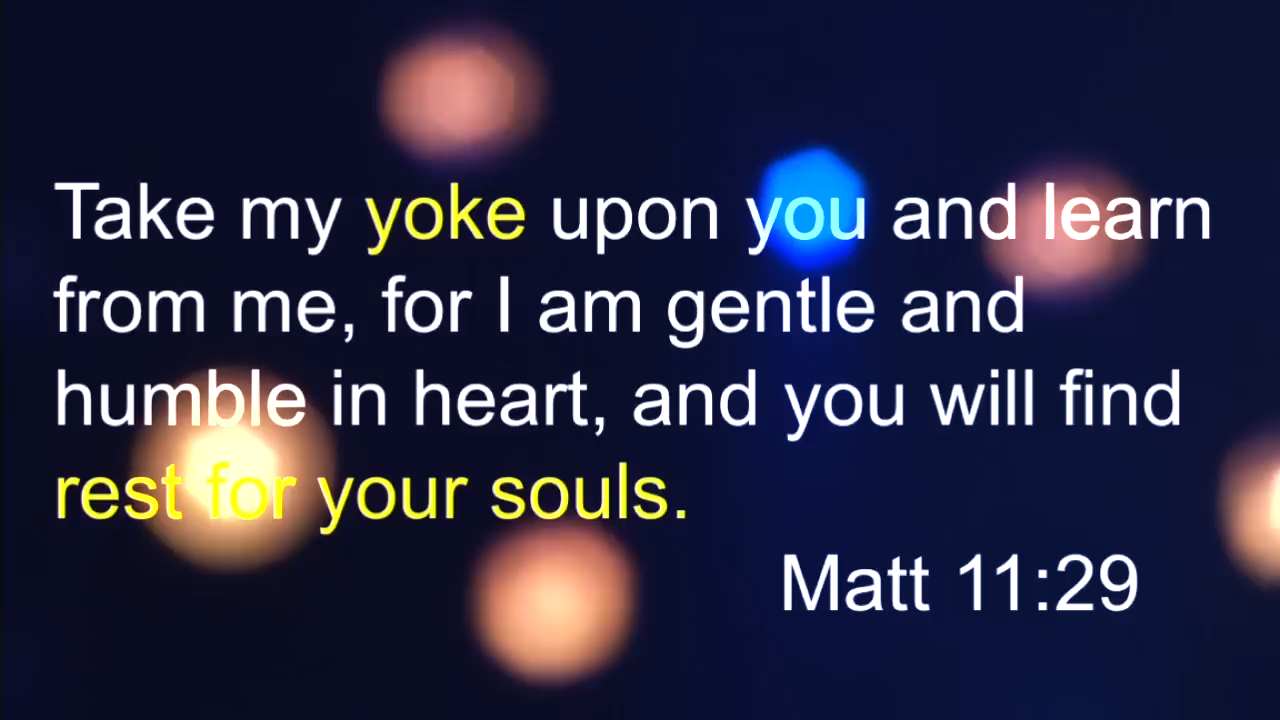 Take my yoke upon you and learn
from me, for I am gentle and
humble in heart, and you will find
rest for your souls.
Matt 11:29